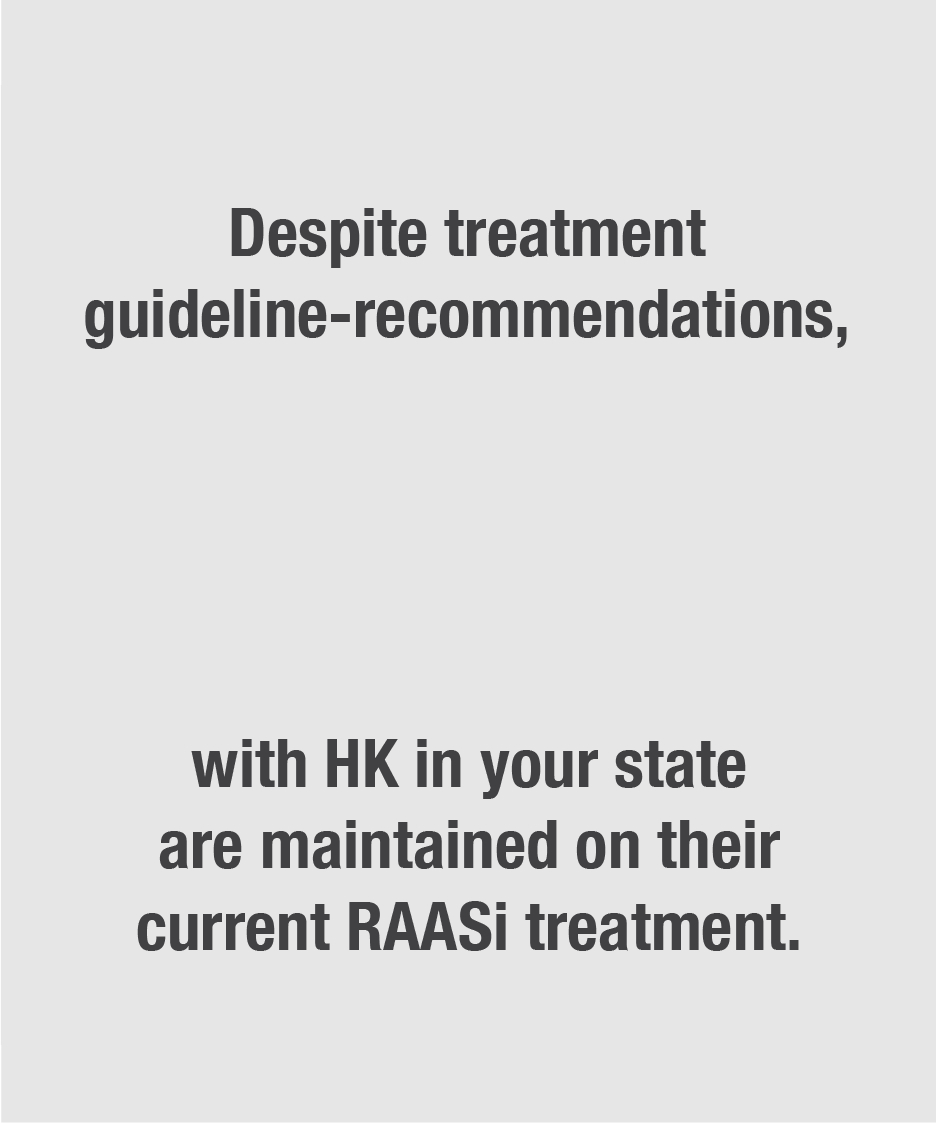 Despite treatment
guideline-recommendations,
with HK in your state
are maintained on their
current RAASi treatment.